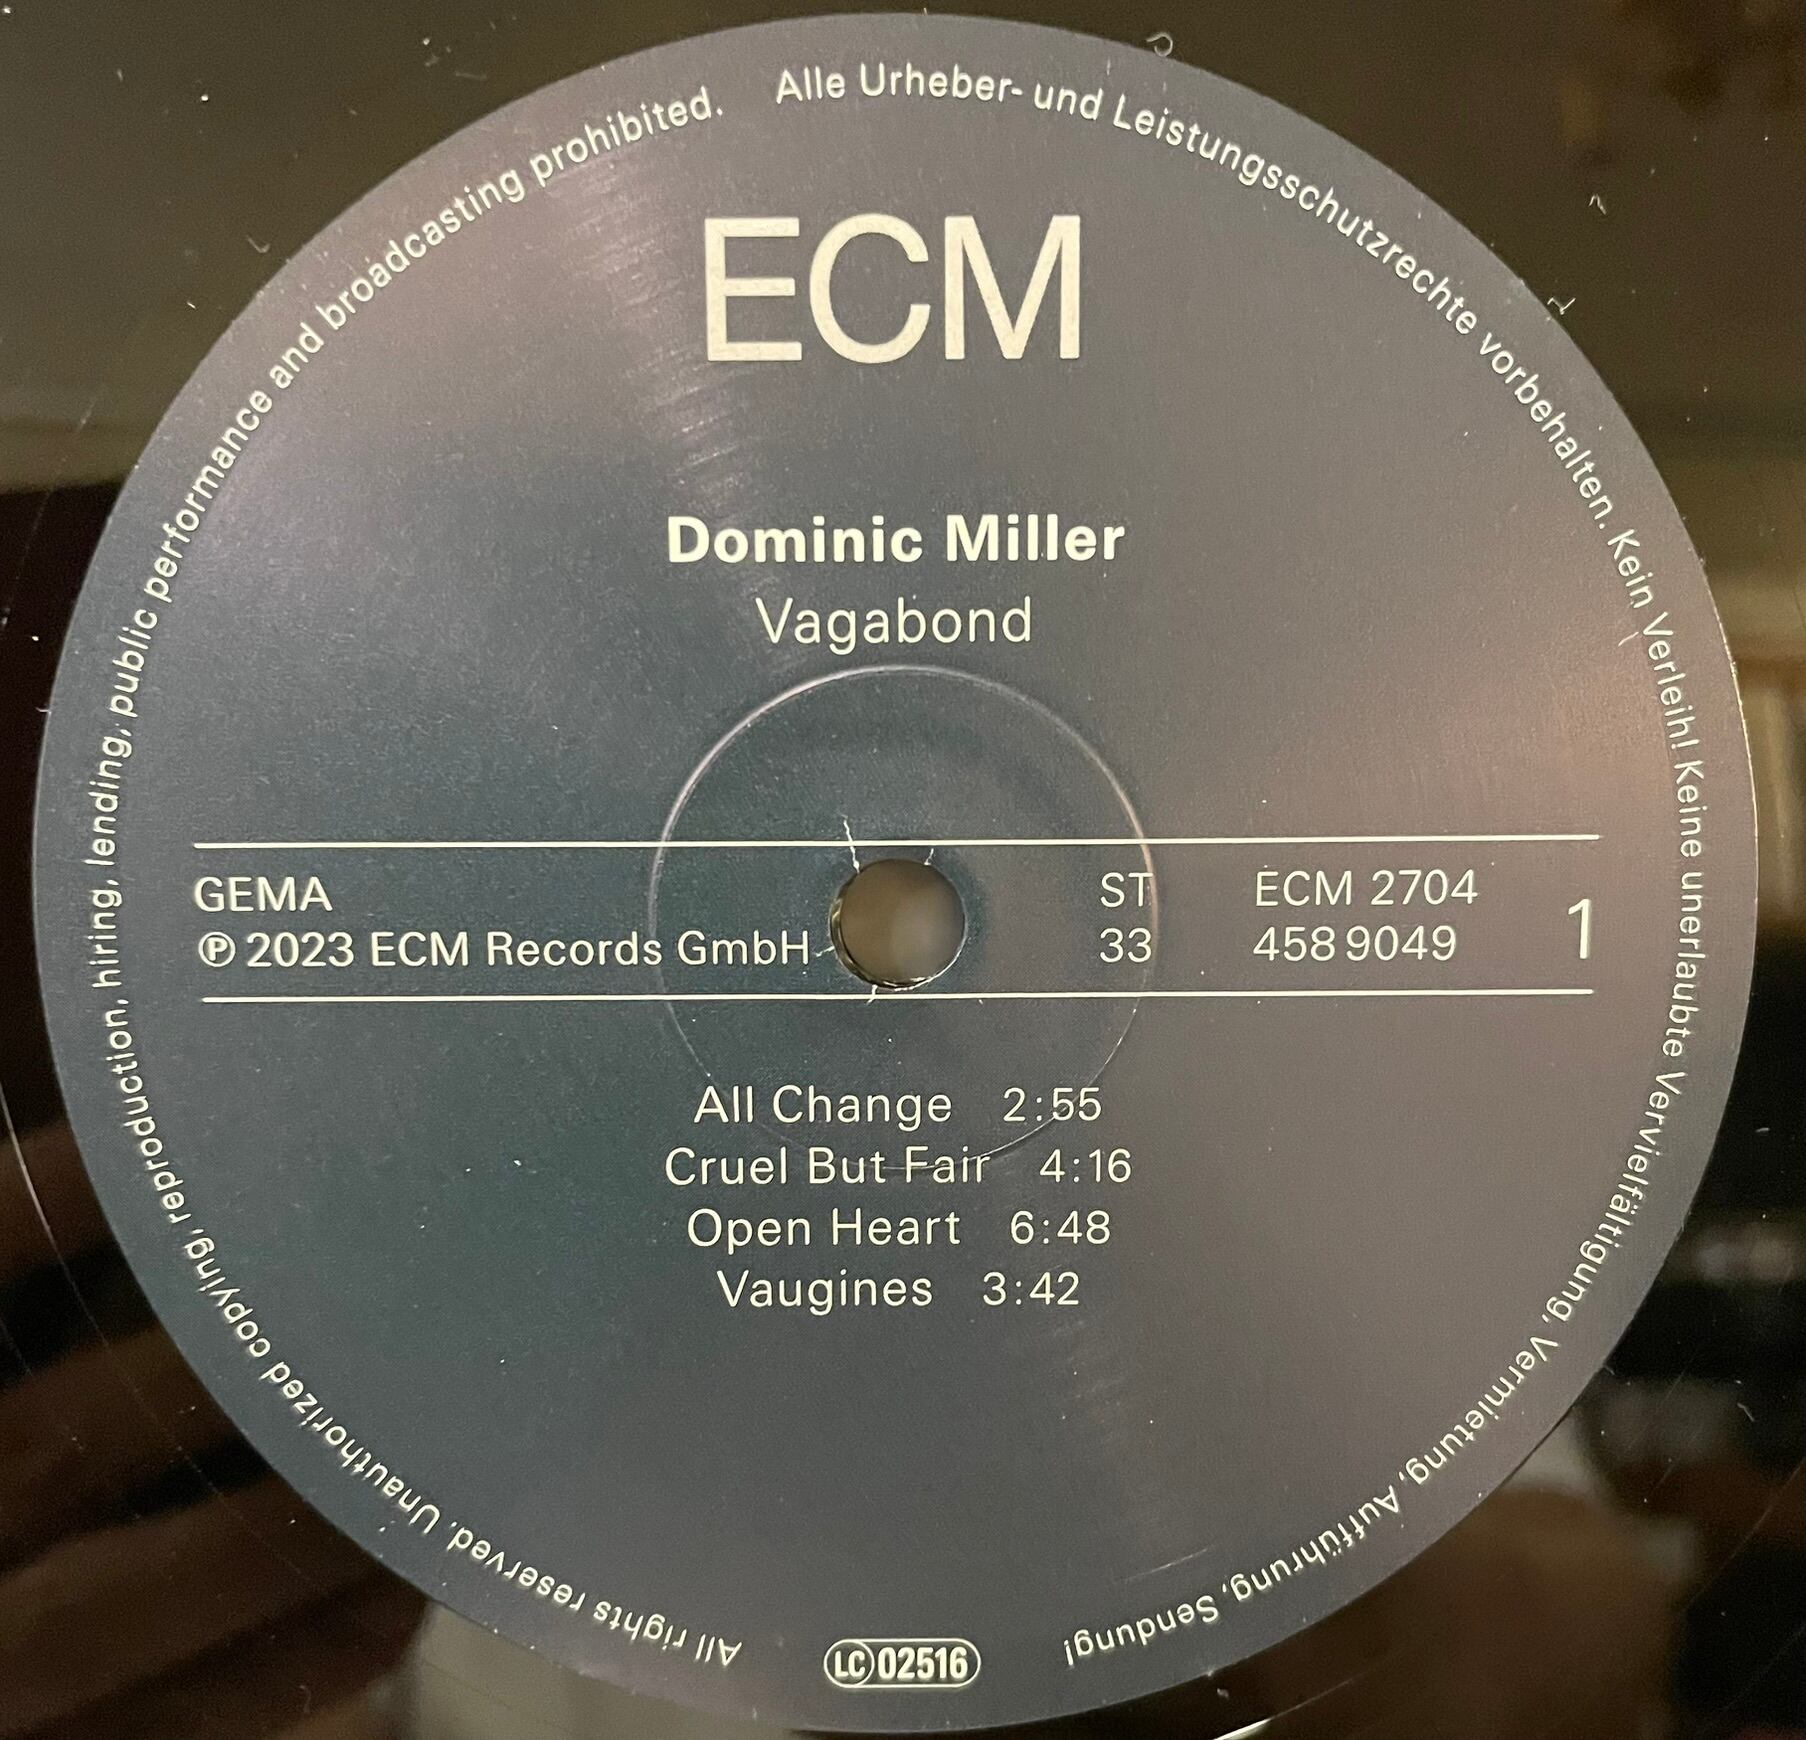 Alle Urheber- und Leistungsschutzrechte vorbehalten. Kein Verleih! Keine unerlaubte Vervielfältigung, Vermietung, Aufführung, Sendung!
All rights reserved. Unauthorized copying, reproduction, hiring, lending, public performance and broadcasting prohibited.
ECM
Dominic Miller
Vagabond
GEMA ST ECM 2704
℗ 2023 ECM Records GmbH 33 458 9049 1
All Change 2:55
Cruel But Fair 4:16
Open Heart 6:48
Vaugines 3:42
LC 02516